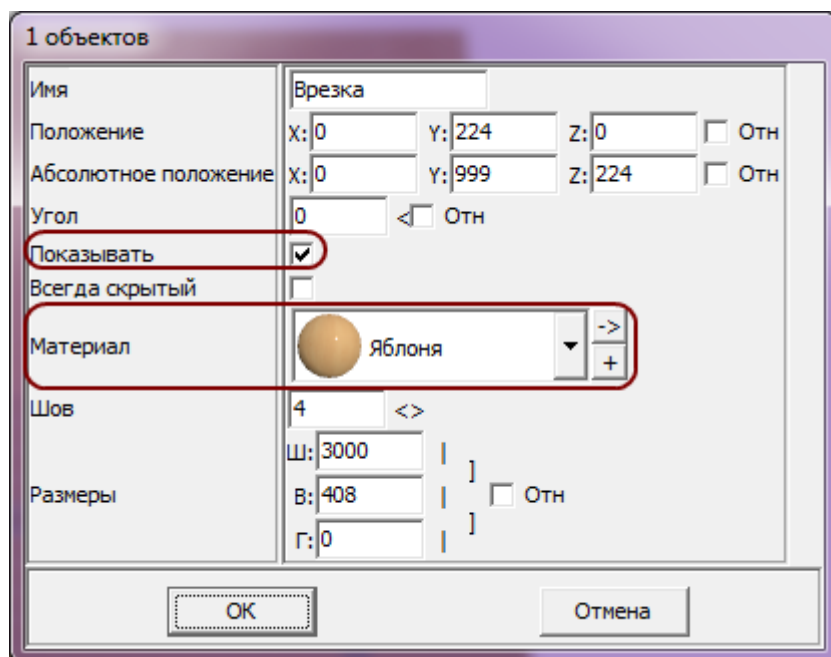 1 объектов
Имя Врезка
Положение X: 0 Y: 224 Z: 0 Отн
Абсолютное положение X: 0 Y: 999 Z: 224 Отн
Угол 0 < Отн
Показывать
Всегда скрытый
Материал Яблоня ->
+
Шов 4 <>
Ш: 3000 |
]
Размеры В: 408 | Отн
]
Г: 0 |
OK Отмена